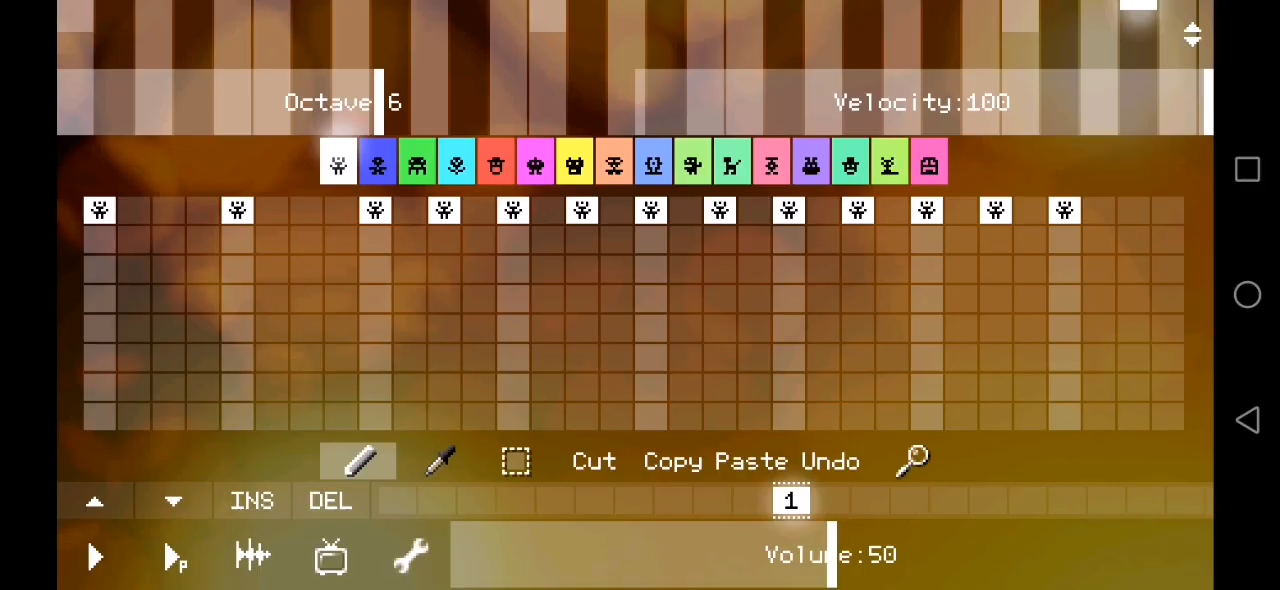 Octave:6 Velocity:100
Cut Copy Paste Undo
INS DEL 1
P
Volume:50